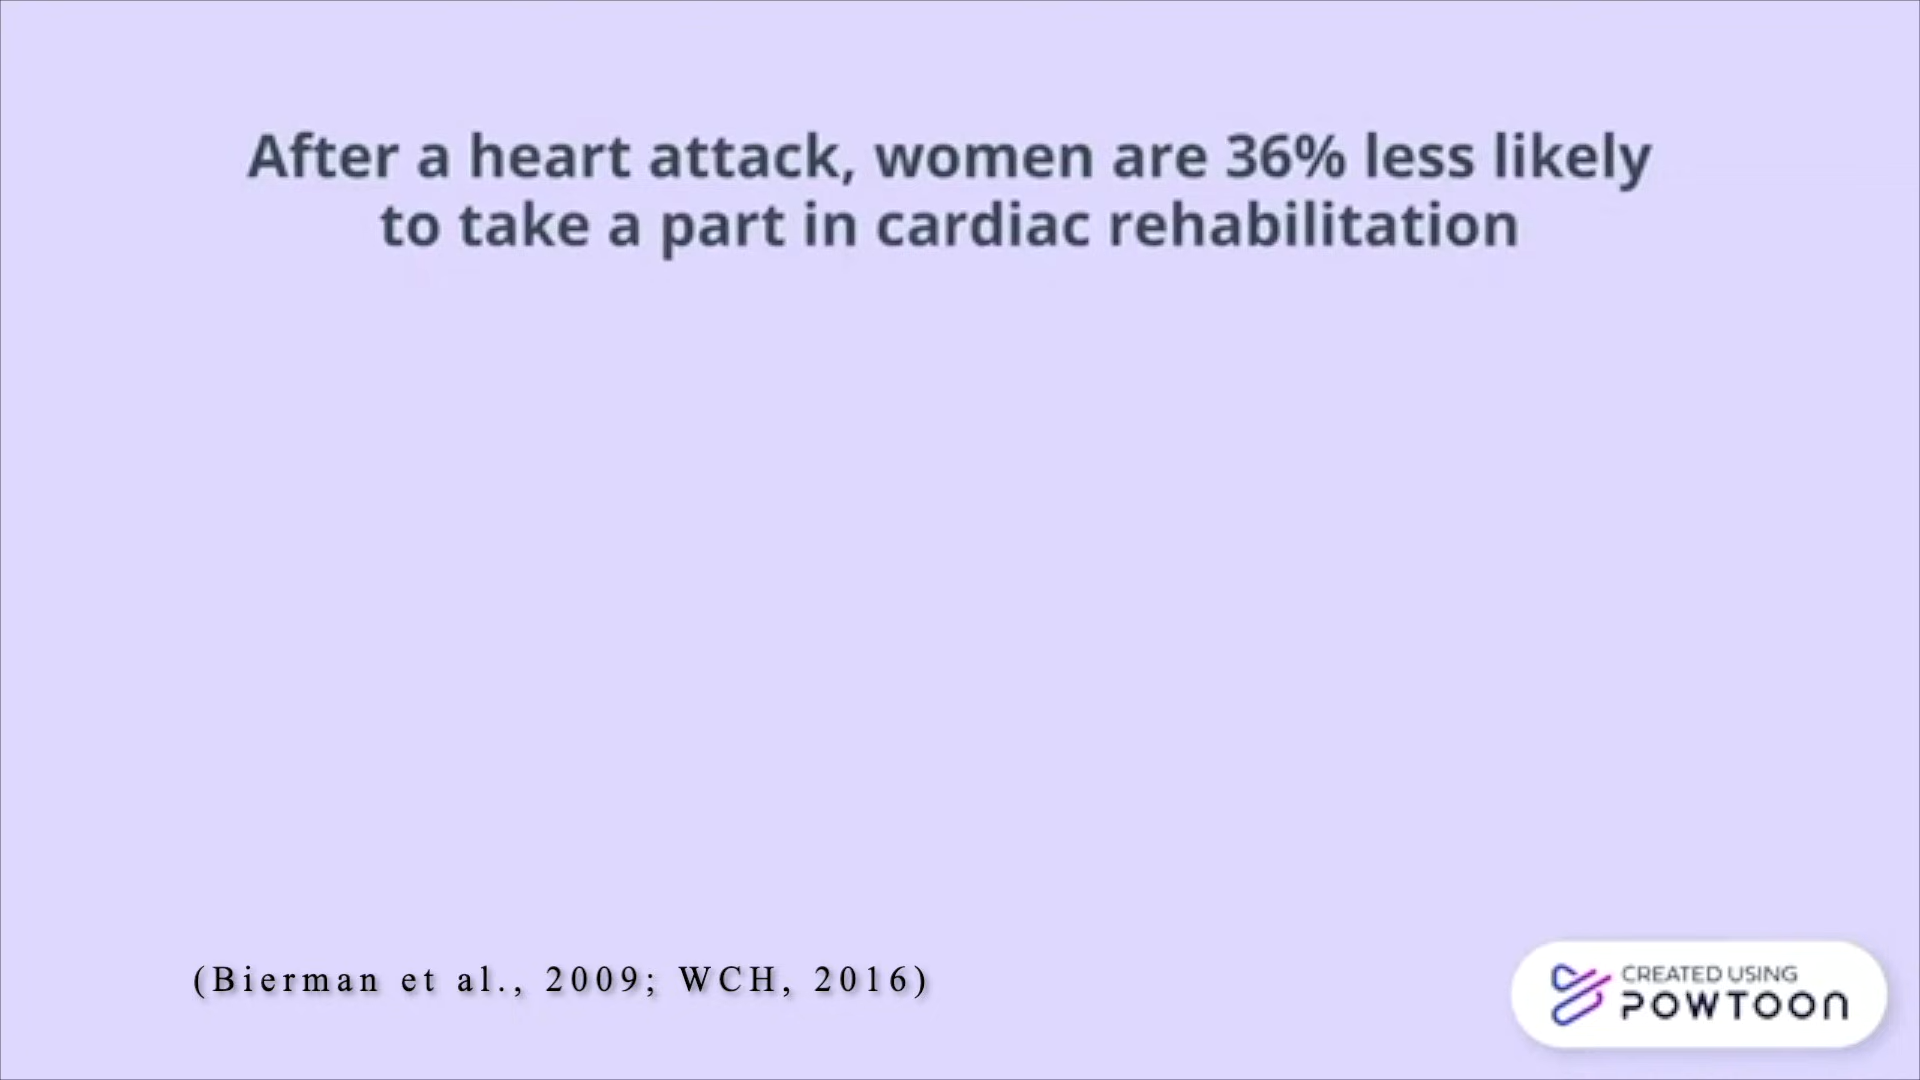 After a heart attack, women are 36% less likely
to take a part in cardiac rehabilitation
(Bierman et al., 2009; WCH, 2016)
CREATED USING
POWTOON